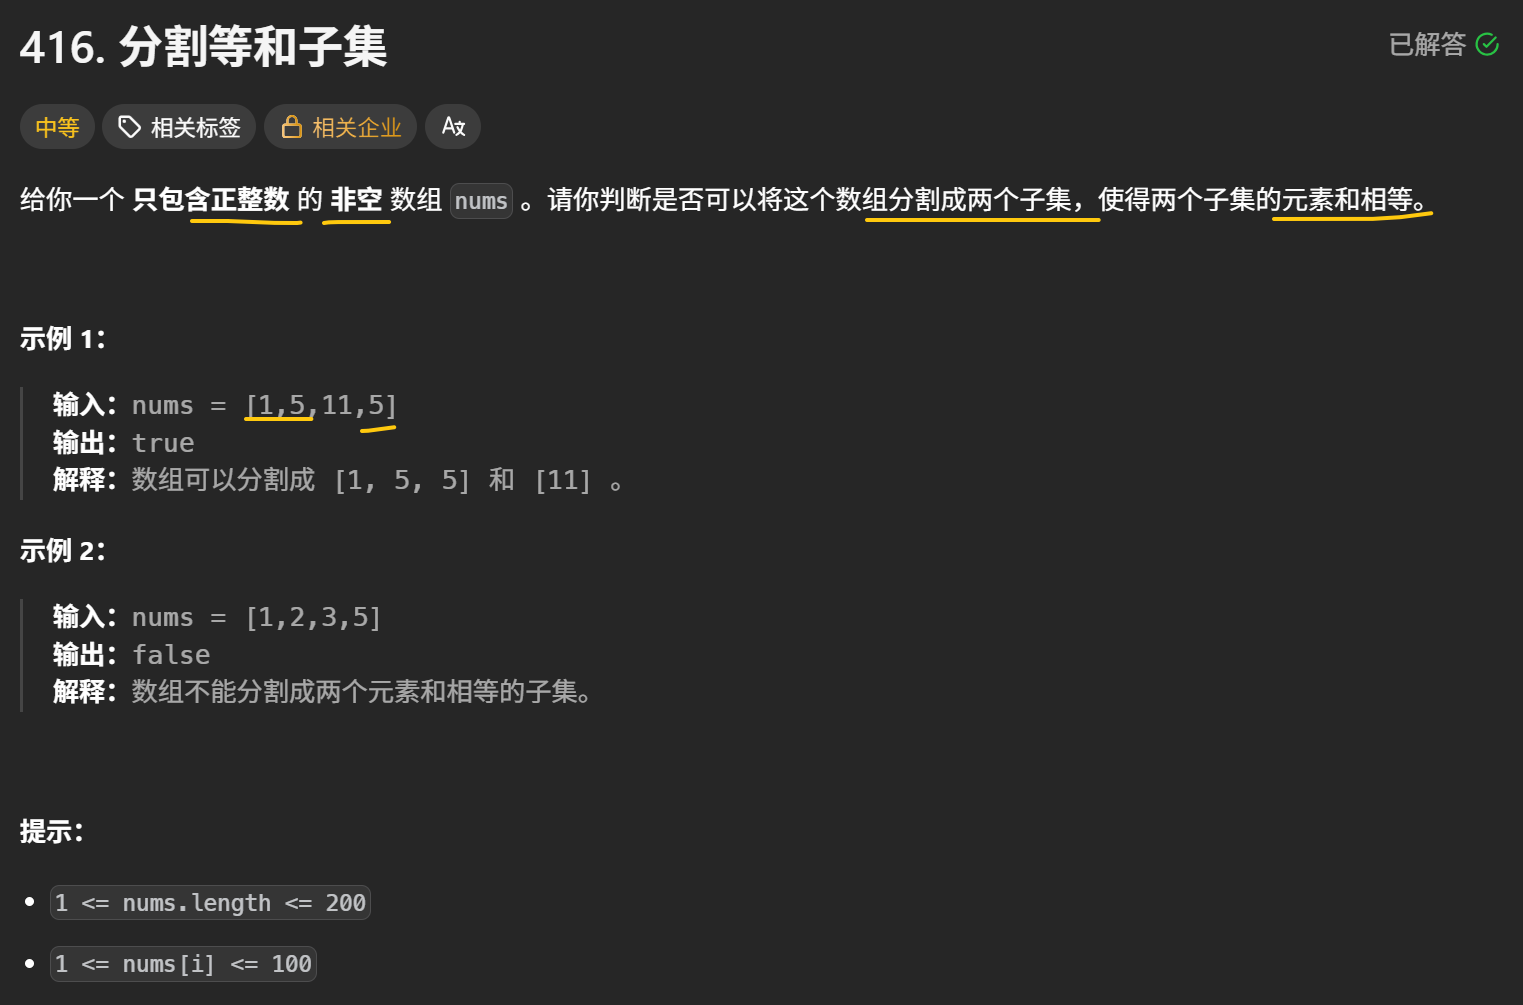 416. 分割等和子集
已解答
中等
相关标签
相关企业
给你一个 只包含正整数 的 非空 数组 nums 。请你判断是否可以将这个数组分割成两个子集，使得两个子集的元素和相等。
示例 1：
输入：nums = [1,5,11,5]
输出：true
解释：数组可以分割成 [1, 5, 5] 和 [11] 。
示例 2：
输入：nums = [1,2,3,5]
输出：false
解释：数组不能分割成两个元素和相等的子集。
提示：
1 <= nums.length <= 200
1 <= nums[i] <= 100